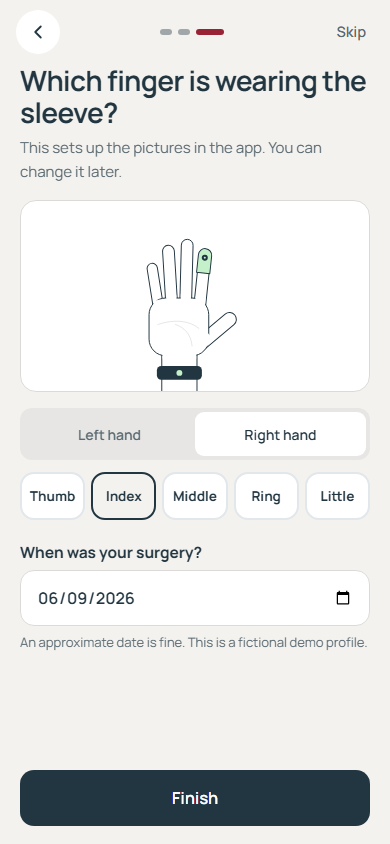 Skip
Which finger is wearing the
sleeve?
This sets up the pictures in the app. You can
change it later.
Left hand
Right hand
Thumb
Index
Middle
Ring
Little
When was your surgery?
06/09/2026
An approximate date is fine. This is a fictional demo profile.
Finish